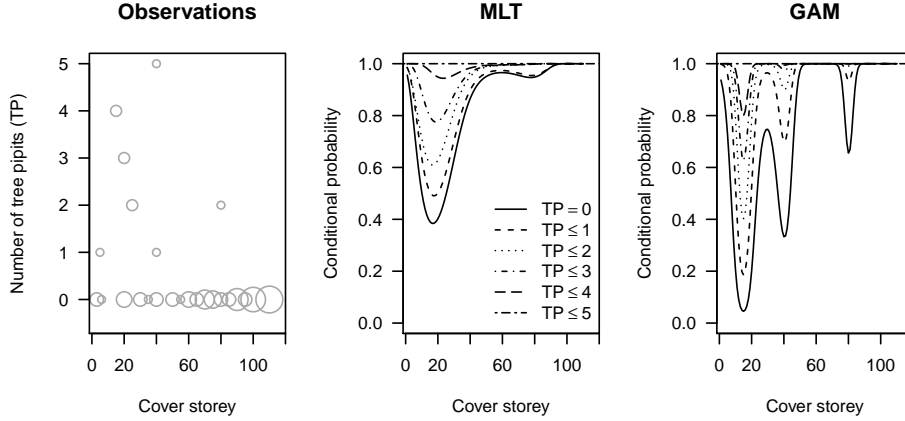 Observations
Number of tree pipits (TP)
5
4
3
2
1
0
0
20
60
100
Cover storey
MLT
Conditional probability
1.0
0.8
0.6
0.4
0.2
0.0
TP = 0
TP ≤ 1
TP ≤ 2
TP ≤ 3
TP ≤ 4
TP ≤ 5
0
20
60
100
Cover storey
GAM
Conditional probability
1.0
0.8
0.6
0.4
0.2
0.0
0
20
60
100
Cover storey